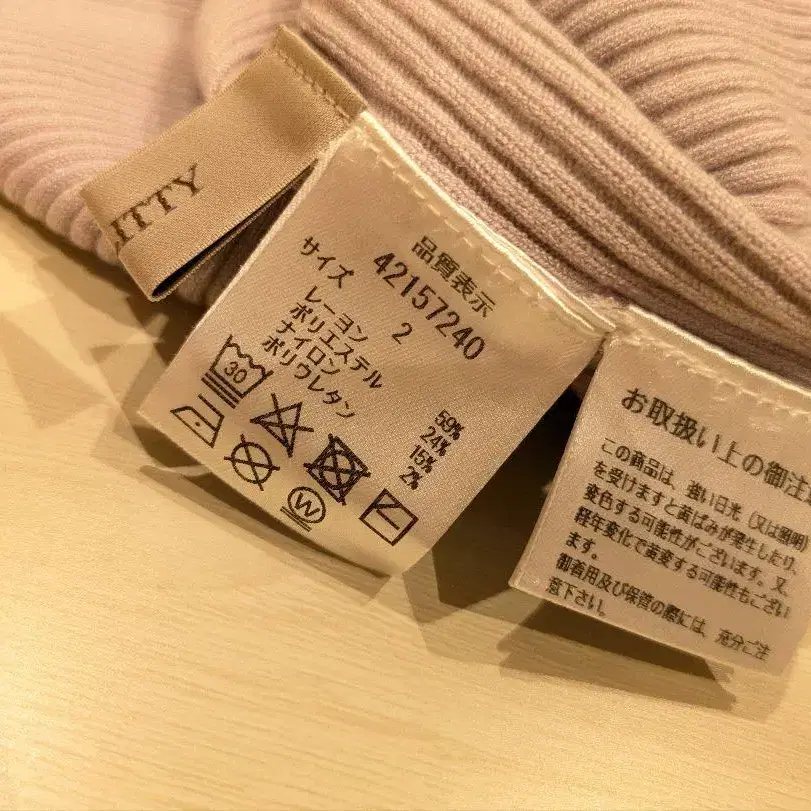 ITTY
品質表示
42157240
サイズ 2
レーヨン 59%
ポリエステル 24%
ナイロン 15%
ポリウレタン 2%
30
W
お取扱い上の御注
この商品は、強い日光(又は照明)
を受けますと黄ばみが発生したり、
変色する可能性がございます。又、
経年変化で黄変する可能性もござい
ます。
御着用及び保管の際には、充分ご注
意下さい。